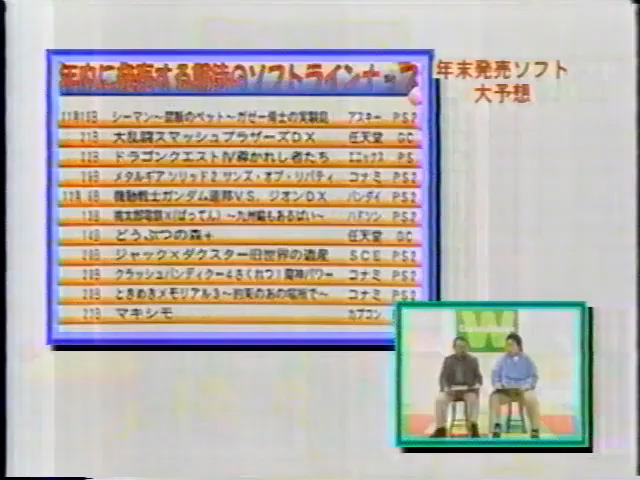 年内に発売する期待のソフトラインナップ
年末発売ソフト
大予想
11月15日 シーマン～禁断のペット～ガゼー博士の実験島 アスキー PS2
21日 大乱闘スマッシュブラザーズDX 任天堂 GC
22日 ドラゴンクエストⅣ導かれし者たち エニックス PS
29日 メタルギアソリッド2 サンズ・オブ・リバティ コナミ PS2
12月 6日 機動戦士ガンダム連邦V.S.ジオンDX バンダイ PS2
13日 桃太郎電鉄X(ばってん)～九州編もあるばい～ ハドソン PS2
14日 どうぶつの森+ 任天堂 GC
20日 ジャック×ダクスター旧世界の遺産 SCE PS2
20日 クラッシュバンディクー4さくれつ!魔神パワー コナミ PS2
20日 ときめきメモリアル3～約束のあの場所で～ コナミ PS2
27日 マキシモ カプコン
W